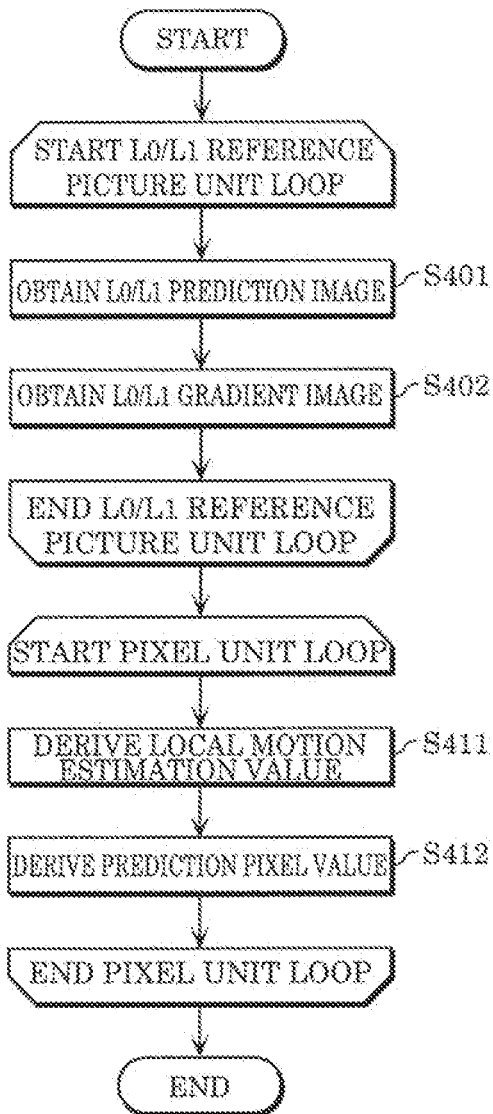 START
START L0/L1 REFERENCE
PICTURE UNIT LOOP
OBTAIN L0/L1 PREDICTION IMAGE
S401
OBTAIN L0/L1 GRADIENT IMAGE
S402
END L0/L1 REFERENCE
PICTURE UNIT LOOP
START PIXEL UNIT LOOP
DERIVE LOCAL MOTION
ESTIMATION VALUE
S411
DERIVE PREDICTION PIXEL VALUE
S412
END PIXEL UNIT LOOP
END